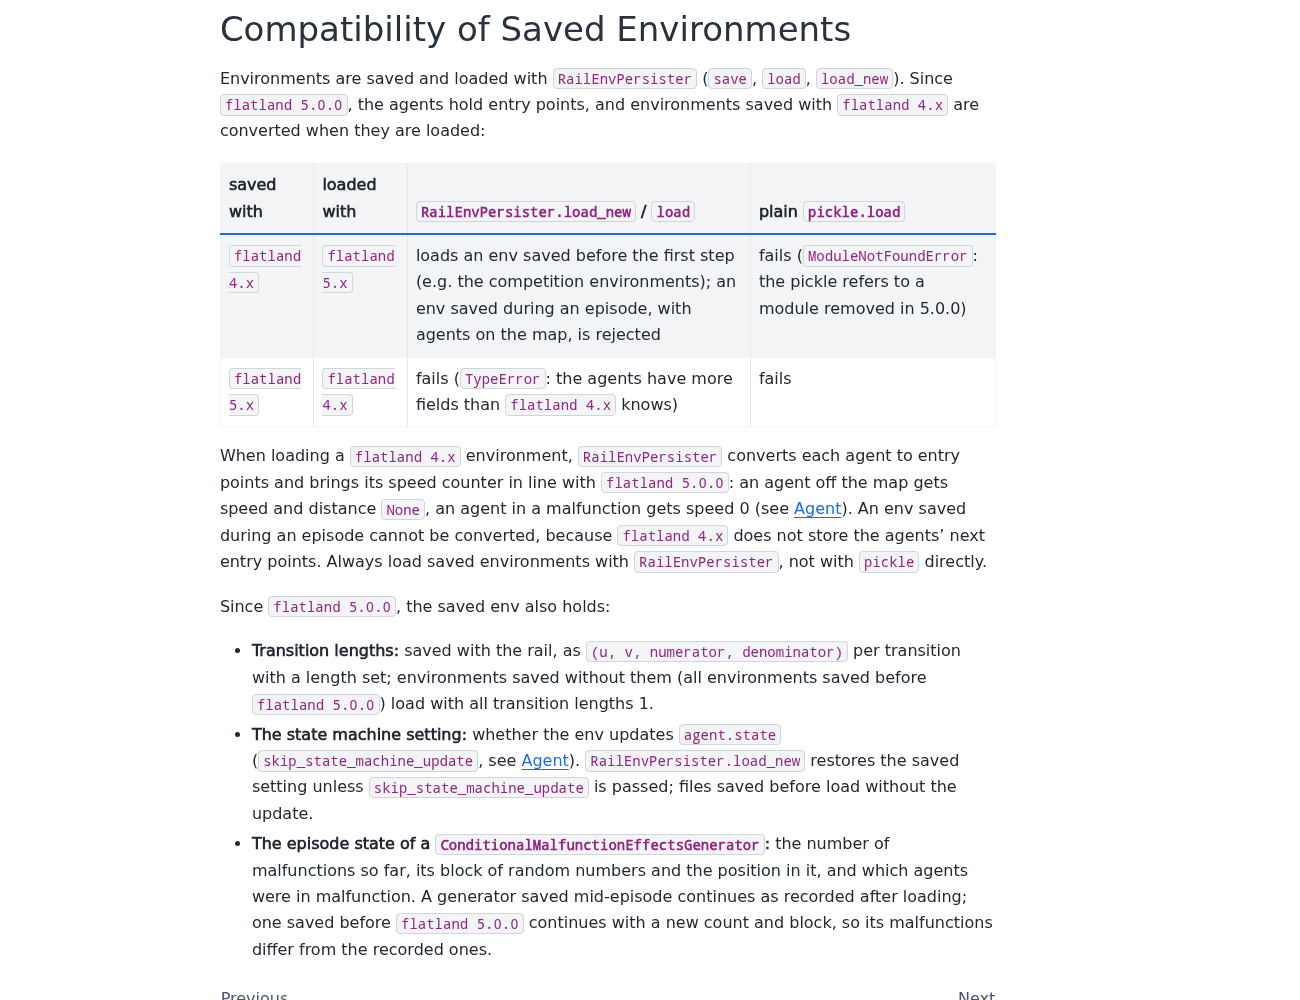 Compatibility of Saved Environments
Environments are saved and loaded with RailEnvPersister (save, load, load_new). Since
flatland 5.0.0, the agents hold entry points, and environments saved with flatland 4.x are
converted when they are loaded:
saved with
loaded with
RailEnvPersister.load_new / load
plain pickle.load
flatland 4.x
flatland 5.x
loads an env saved before the first step
(e.g. the competition environments); an
env saved during an episode, with
agents on the map, is rejected
fails (ModuleNotFoundError:
the pickle refers to a
module removed in 5.0.0)
flatland 5.x
flatland 4.x
fails (TypeError: the agents have more
fields than flatland 4.x knows)
fails
When loading a flatland 4.x environment, RailEnvPersister converts each agent to entry
points and brings its speed counter in line with flatland 5.0.0: an agent off the map gets
speed and distance None, an agent in a malfunction gets speed 0 (see Agent). An env saved
during an episode cannot be converted, because flatland 4.x does not store the agents’ next
entry points. Always load saved environments with RailEnvPersister, not with pickle directly.
Since flatland 5.0.0, the saved env also holds:
• Transition lengths: saved with the rail, as (u, v, numerator, denominator) per transition
with a length set; environments saved without them (all environments saved before
flatland 5.0.0) load with all transition lengths 1.
• The state machine setting: whether the env updates agent.state
(skip_state_machine_update, see Agent). RailEnvPersister.load_new restores the saved
setting unless skip_state_machine_update is passed; files saved before load without the
update.
• The episode state of a ConditionalMalfunctionEffectsGenerator: the number of
malfunctions so far, its block of random numbers and the position in it, and which agents
were in malfunction. A generator saved mid-episode continues as recorded after loading;
one saved before flatland 5.0.0 continues with a new count and block, so its malfunctions
differ from the recorded ones.
Previous
Next